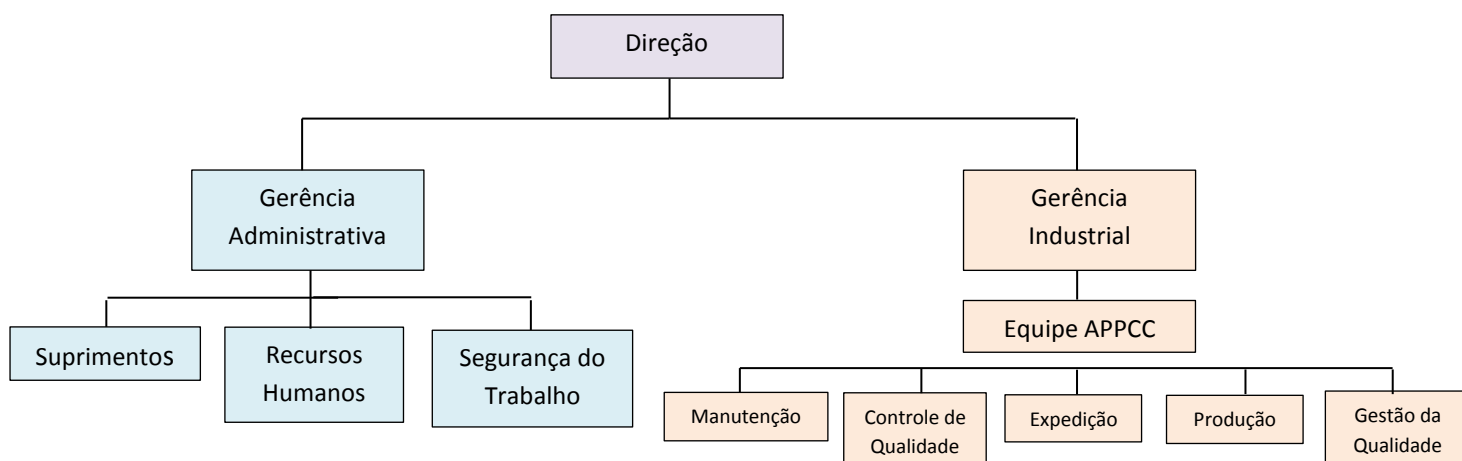 Direção
Gerência
Administrativa
Gerência
Industrial
Suprimentos
Recursos
Humanos
Segurança do
Trabalho
Equipe APPCC
Manutenção
Controle de
Qualidade
Expedição
Produção
Gestão da
Qualidade